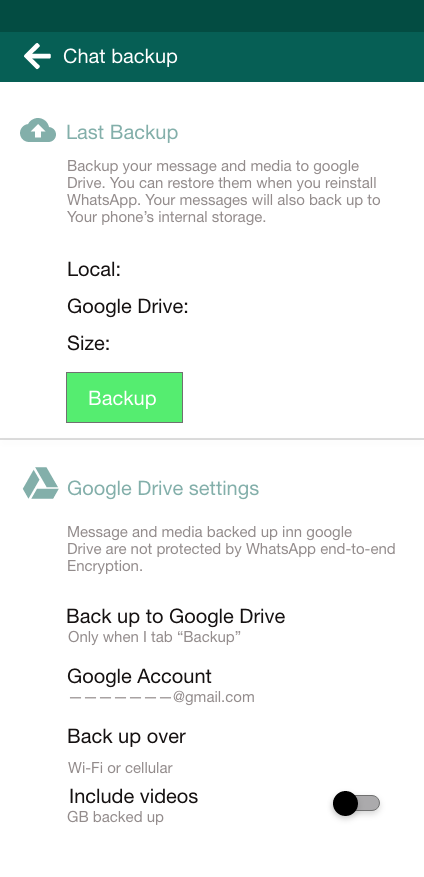 Chat backup
Last Backup
Backup your message and media to google
Drive. You can restore them when you reinstall
WhatsApp. Your messages will also back up to
Your phone’s internal storage.
Local:
Google Drive:
Size:
Backup
Google Drive settings
Message and media backed up inn google
Drive are not protected by WhatsApp end-to-end
Encryption.
Back up to Google Drive
Only when I tab “Backup”
Google Account
———————@gmail.com
Back up over
Wi-Fi or cellular
Include videos
GB backed up